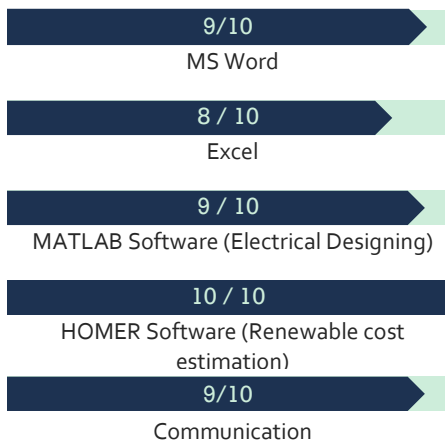 9/10
MS Word
8 / 10
Excel
9 / 10
MATLAB Software (Electrical Designing)
10 / 10
HOMER Software (Renewable cost
estimation)
9/10
Communication